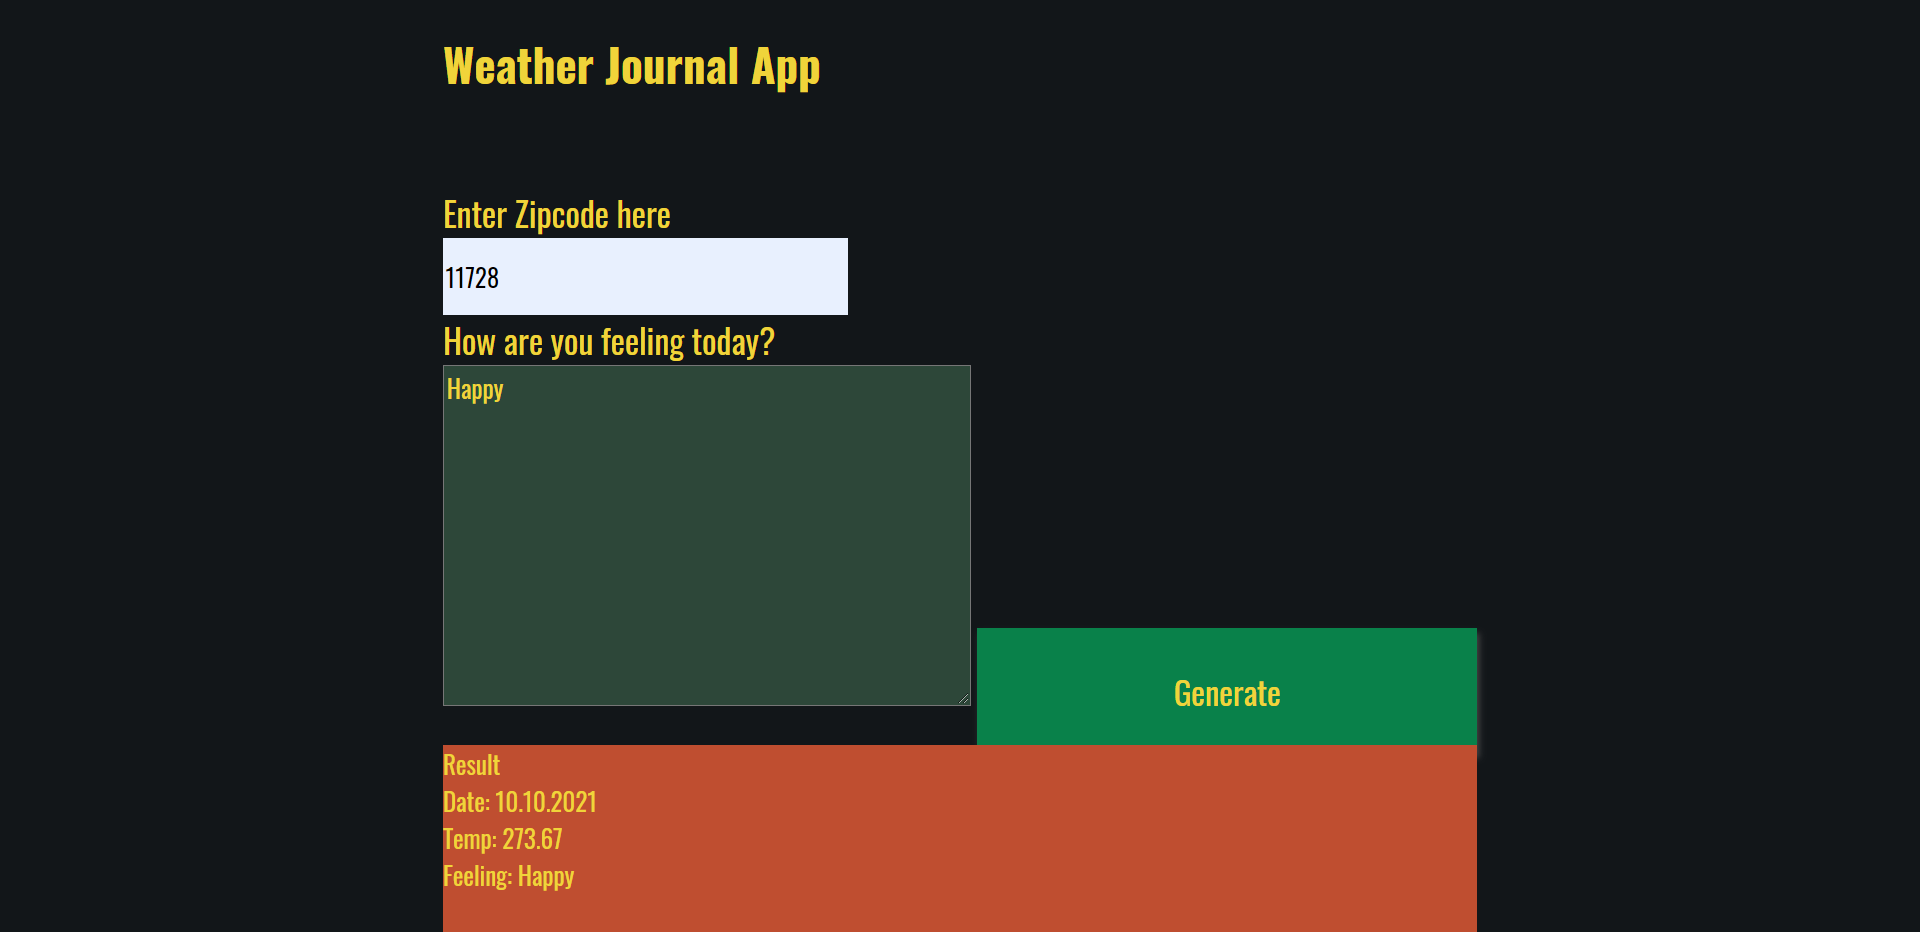 Weather Journal App
Enter Zipcode here
11728
How are you feeling today?
Happy
Generate
Result
Date: 10.10.2021
Temp: 273.67
Feeling: Happy